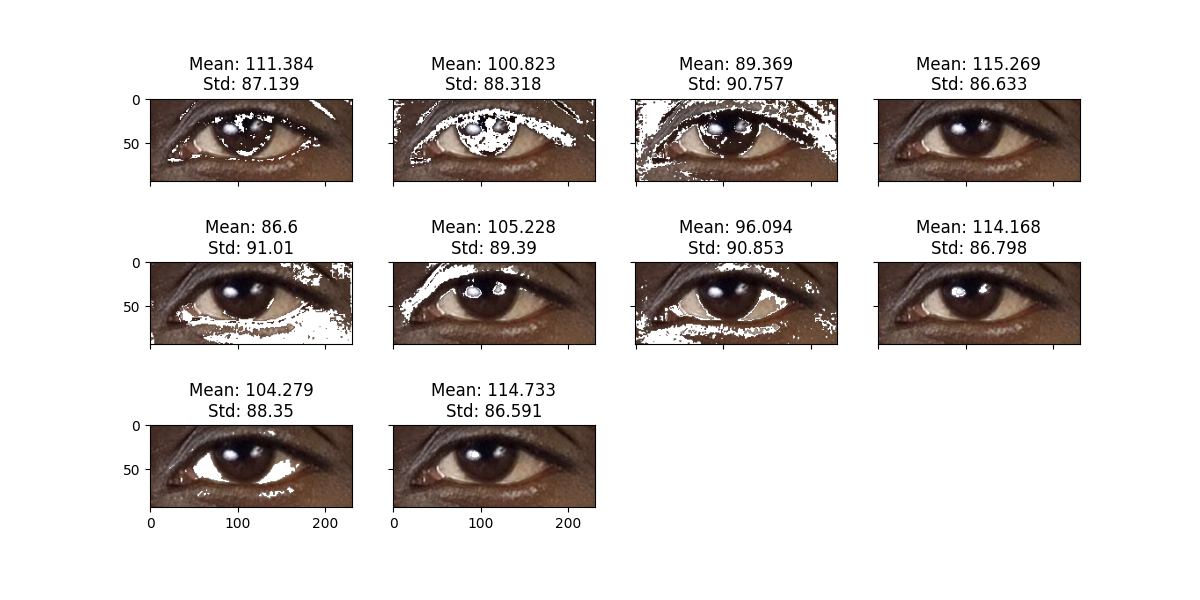 Mean: 111.384
Std: 87.139
Mean: 100.823
Std: 88.318
Mean: 89.369
Std: 90.757
Mean: 115.269
Std: 86.633
0
50
Mean: 86.6
Std: 91.01
Mean: 105.228
Std: 89.39
Mean: 96.094
Std: 90.853
Mean: 114.168
Std: 86.798
0
50
Mean: 104.279
Std: 88.35
Mean: 114.733
Std: 86.591
0
50
0 100 200
0 100 200